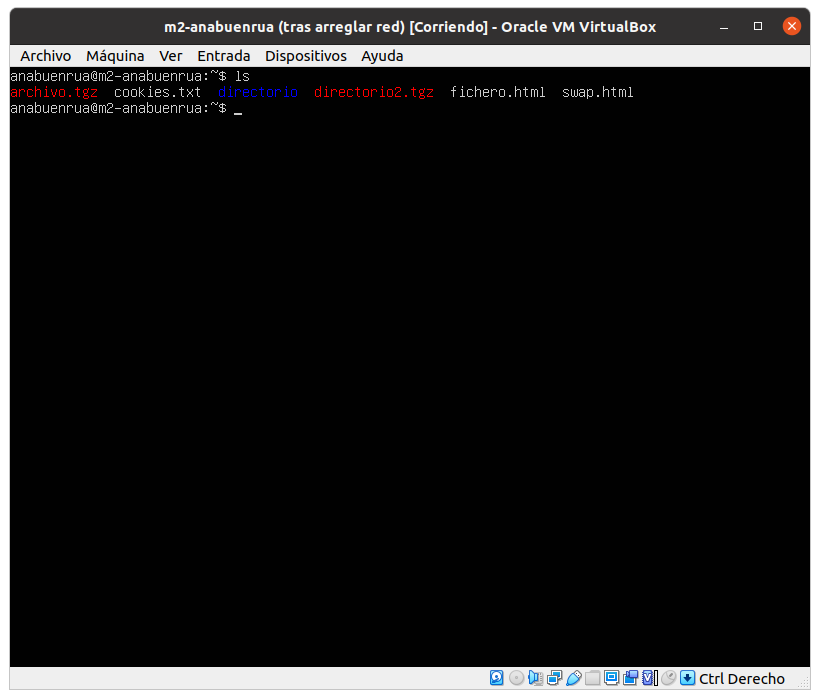 m2-anabuenrua (tras arreglar red) [Corriendo] - Oracle VM VirtualBox
Archivo Máquina Ver Entrada Dispositivos Ayuda
anabuenrua@m2-anabuenrua:~$ ls
archivo.tgz cookies.txt directorio directorio2.tgz fichero.html swap.html
anabuenrua@m2-anabuenrua:~$ _
Ctrl Derecho